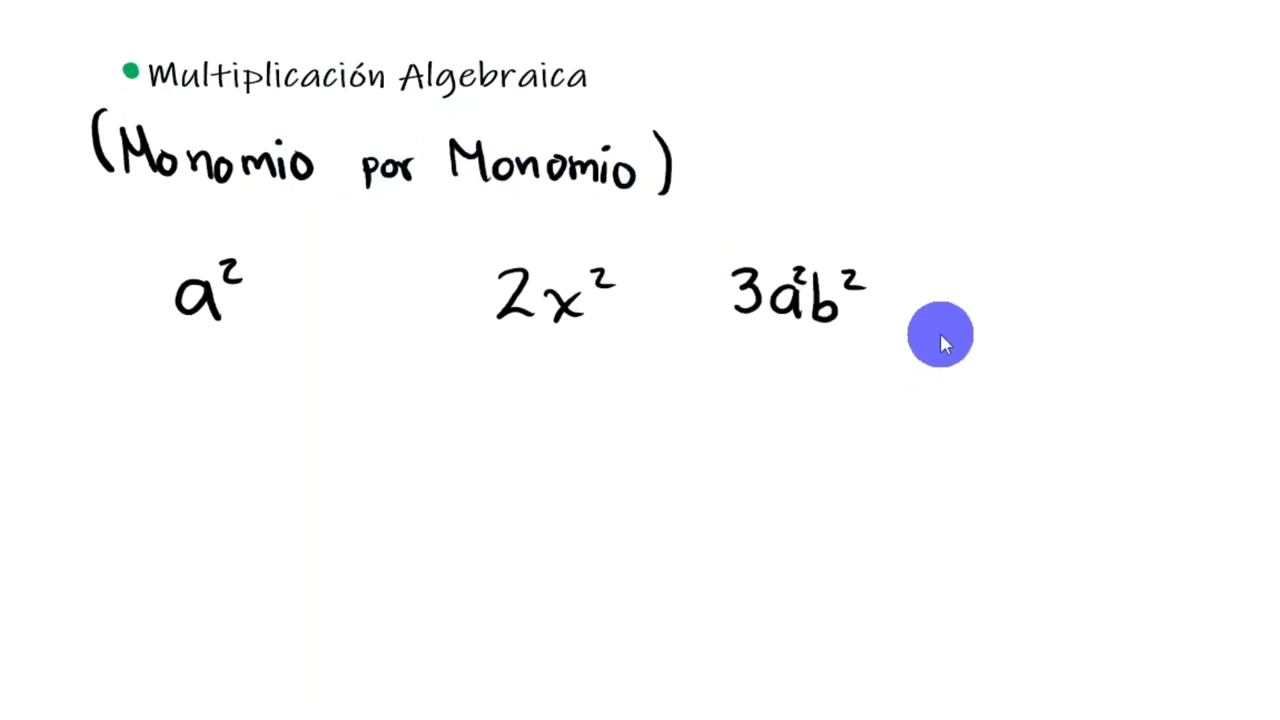 • Multiplicación Algebraica
(Monomio por Monomio)
a² 2x² 3a²b²